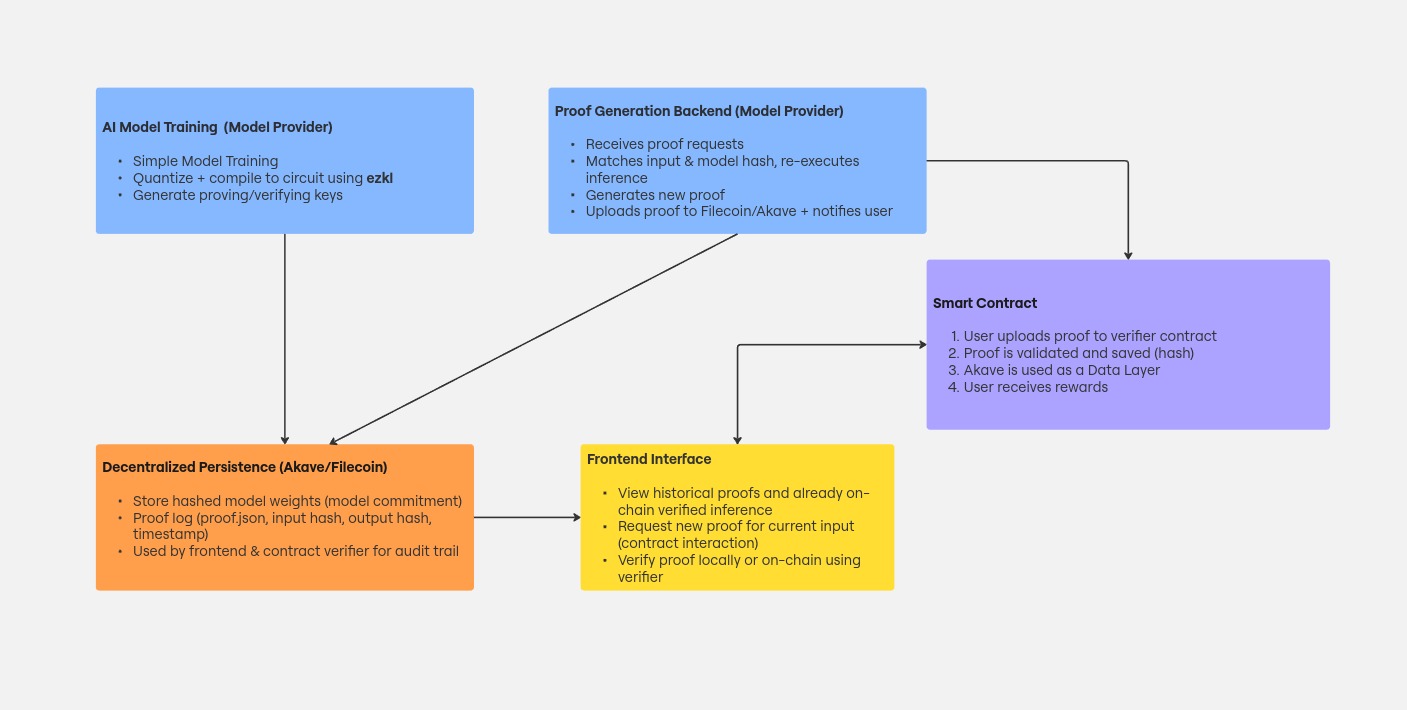 AI Model Training  (Model Provider)
• Simple Model Training
• Quantize + compile to circuit using ezkl
• Generate proving/verifying keys
Proof Generation Backend (Model Provider)
• Receives proof requests
• Matches input & model hash, re-executes
inference
• Generates new proof
• Uploads proof to Filecoin/Akave + notifies user
Smart Contract
1. User uploads proof to verifier contract
2. Proof is validated and saved (hash)
3. Akave is used as a Data Layer
4. User receives rewards
Decentralized Persistence (Akave/Filecoin)
• Store hashed model weights (model commitment)
• Proof log (proof.json, input hash, output hash,
timestamp)
• Used by frontend & contract verifier for audit trail
Frontend Interface
• View historical proofs and already on-
chain verified inference
• Request new proof for current input
(contract interaction)
• Verify proof locally or on-chain using
verifier